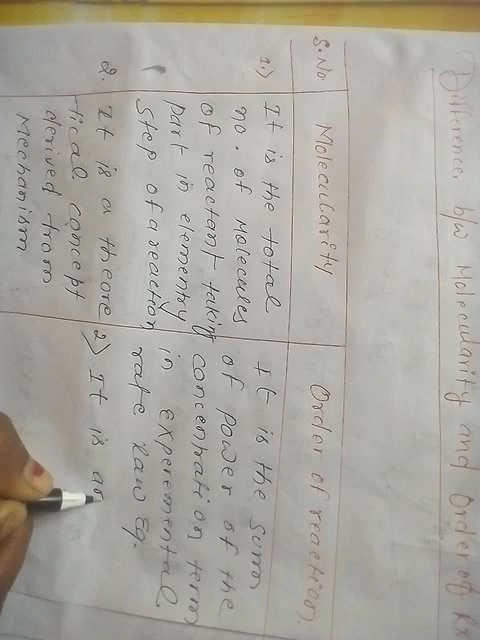 Difference b/w Molecularity and Order of Rx
S.No Molecularity Order of reaction
1.) It is the total
no. of molecules
of reactant taking
part in elementry
step of a reaction
It is the sum
of power of the
concentration term
in experemental
rate law Eq.
2. It is a theore
tical concept
derived from
mechanism
2) It is an